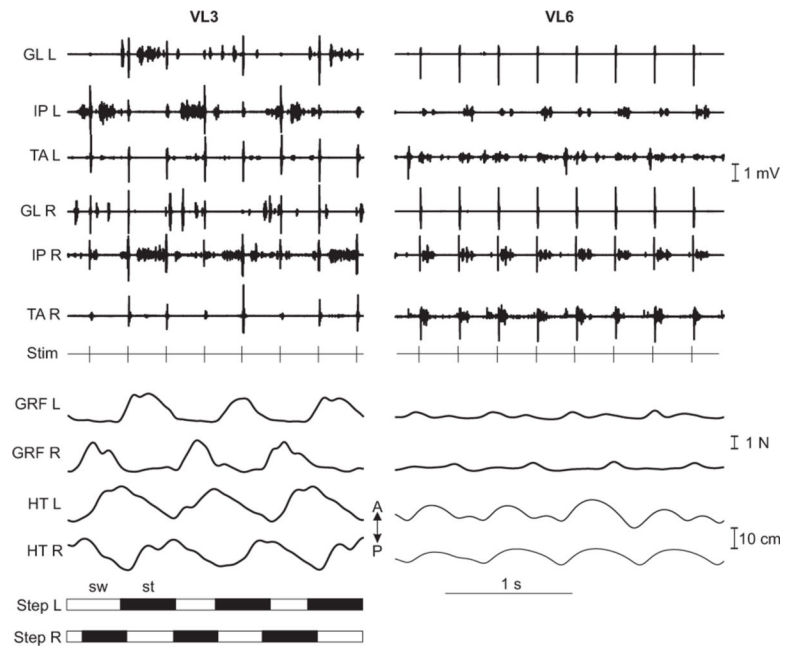 VL3 VL6
GL L
IP L
TA L
1 mV
GL R
IP R
TA R
Stim
GRF L
GRF R
1 N
HT L
A
HT R
P
10 cm
sw st
1 s
Step L
Step R